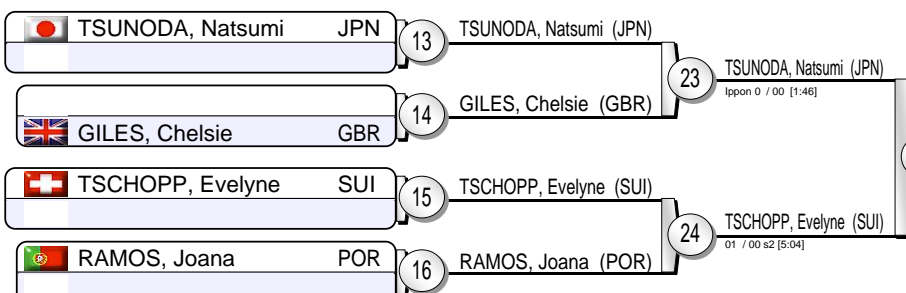 TSUNODA, Natsumi JPN
13
TSUNODA, Natsumi (JPN)
23
TSUNODA, Natsumi (JPN)
Ippon 0 / 00 [1:46]
GILES, Chelsie GBR
14
GILES, Chelsie (GBR)
TSCHOPP, Evelyne SUI
15
TSCHOPP, Evelyne (SUI)
24
TSCHOPP, Evelyne (SUI)
01 / 00 s2 [5:04]
RAMOS, Joana POR
16
RAMOS, Joana (POR)